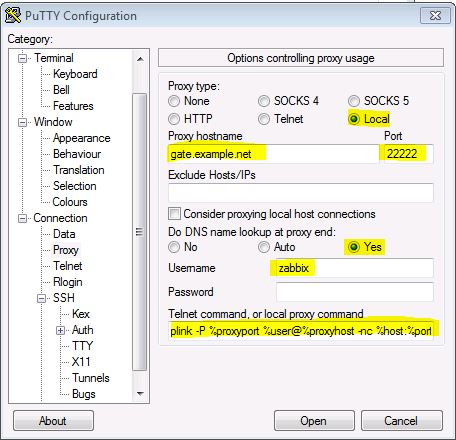 PuTTY Configuration
Category:
Terminal
Keyboard
Bell
Features
Window
Appearance
Behaviour
Translation
Selection
Colours
Connection
Data
Proxy
Telnet
Rlogin
SSH
Kex
Auth
TTY
X11
Tunnels
Bugs
Options controlling proxy usage
Proxy type:
None SOCKS 4 SOCKS 5
HTTP Telnet Local
Proxy hostname Port
gate.example.net 22222
Exclude Hosts/IPs
Consider proxying local host connections
Do DNS name lookup at proxy end:
No Auto Yes
Username zabbix
Password
Telnet command, or local proxy command
plink -P %proxyport %user@%proxyhost -nc %host:%port
About Open Cancel